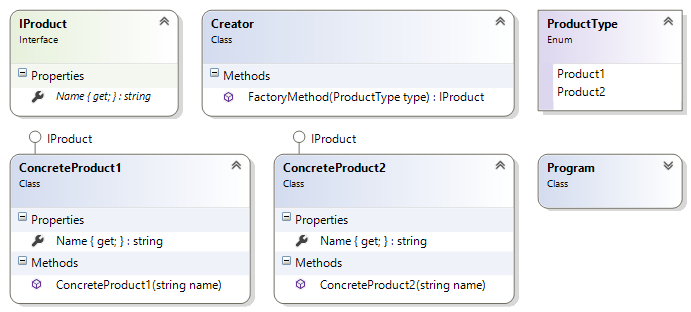 IProduct
Interface
Properties
Name { get; } : string
Creator
Class
Methods
FactoryMethod(ProductType type) : IProduct
ProductType
Enum
Product1
Product2
IProduct
ConcreteProduct1
Class
Properties
Name { get; } : string
Methods
ConcreteProduct1(string name)
IProduct
ConcreteProduct2
Class
Properties
Name { get; } : string
Methods
ConcreteProduct2(string name)
Program
Class